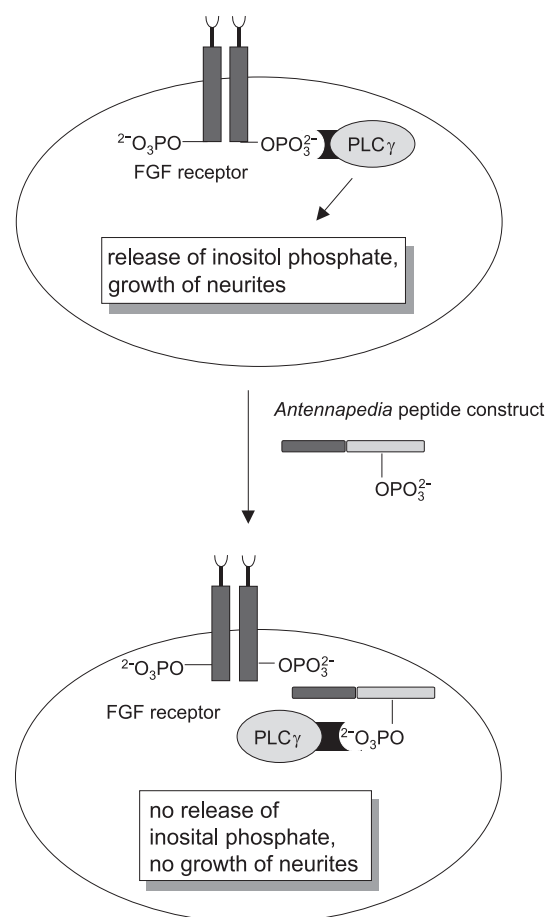 ²⁻O₃PO
OPO₃²⁻
PLCγ
FGF receptor
release of inositol phosphate,
growth of neurites
Antennapedia peptide construct
OPO₃²⁻
²⁻O₃PO
OPO₃²⁻
FGF receptor
PLCγ
²⁻O₃PO
no release of
inosital phosphate,
no growth of neurites